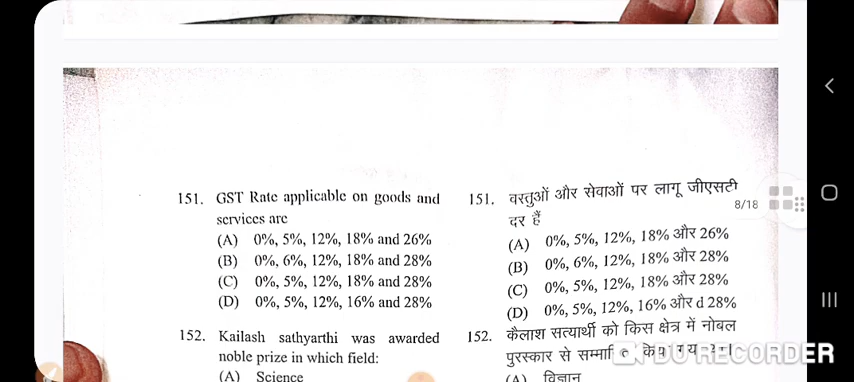 151. GST Rate applicable on goods and
services are
(A) 0%, 5%, 12%, 18% and 26%
(B) 0%, 6%, 12%, 18% and 28%
(C) 0%, 5%, 12%, 18% and 28%
(D) 0%, 5%, 12%, 16% and 28%
152. Kailash sathyarthi was awarded
noble prize in which field:
(A) Science
151. वस्तुओं और सेवाओं पर लागू जीएसटी
दर हैं
(A) 0%, 5%, 12%, 18% और 26%
(B) 0%, 6%, 12%, 18% और 28%
(C) 0%, 5%, 12%, 18% और 28%
(D) 0%, 5%, 12%, 16% और d 28%
152. कैलाश सत्यार्थी को किस क्षेत्र में नोबल
पुरस्कार से
(A) विज्ञान
8/18
DU RECORDER